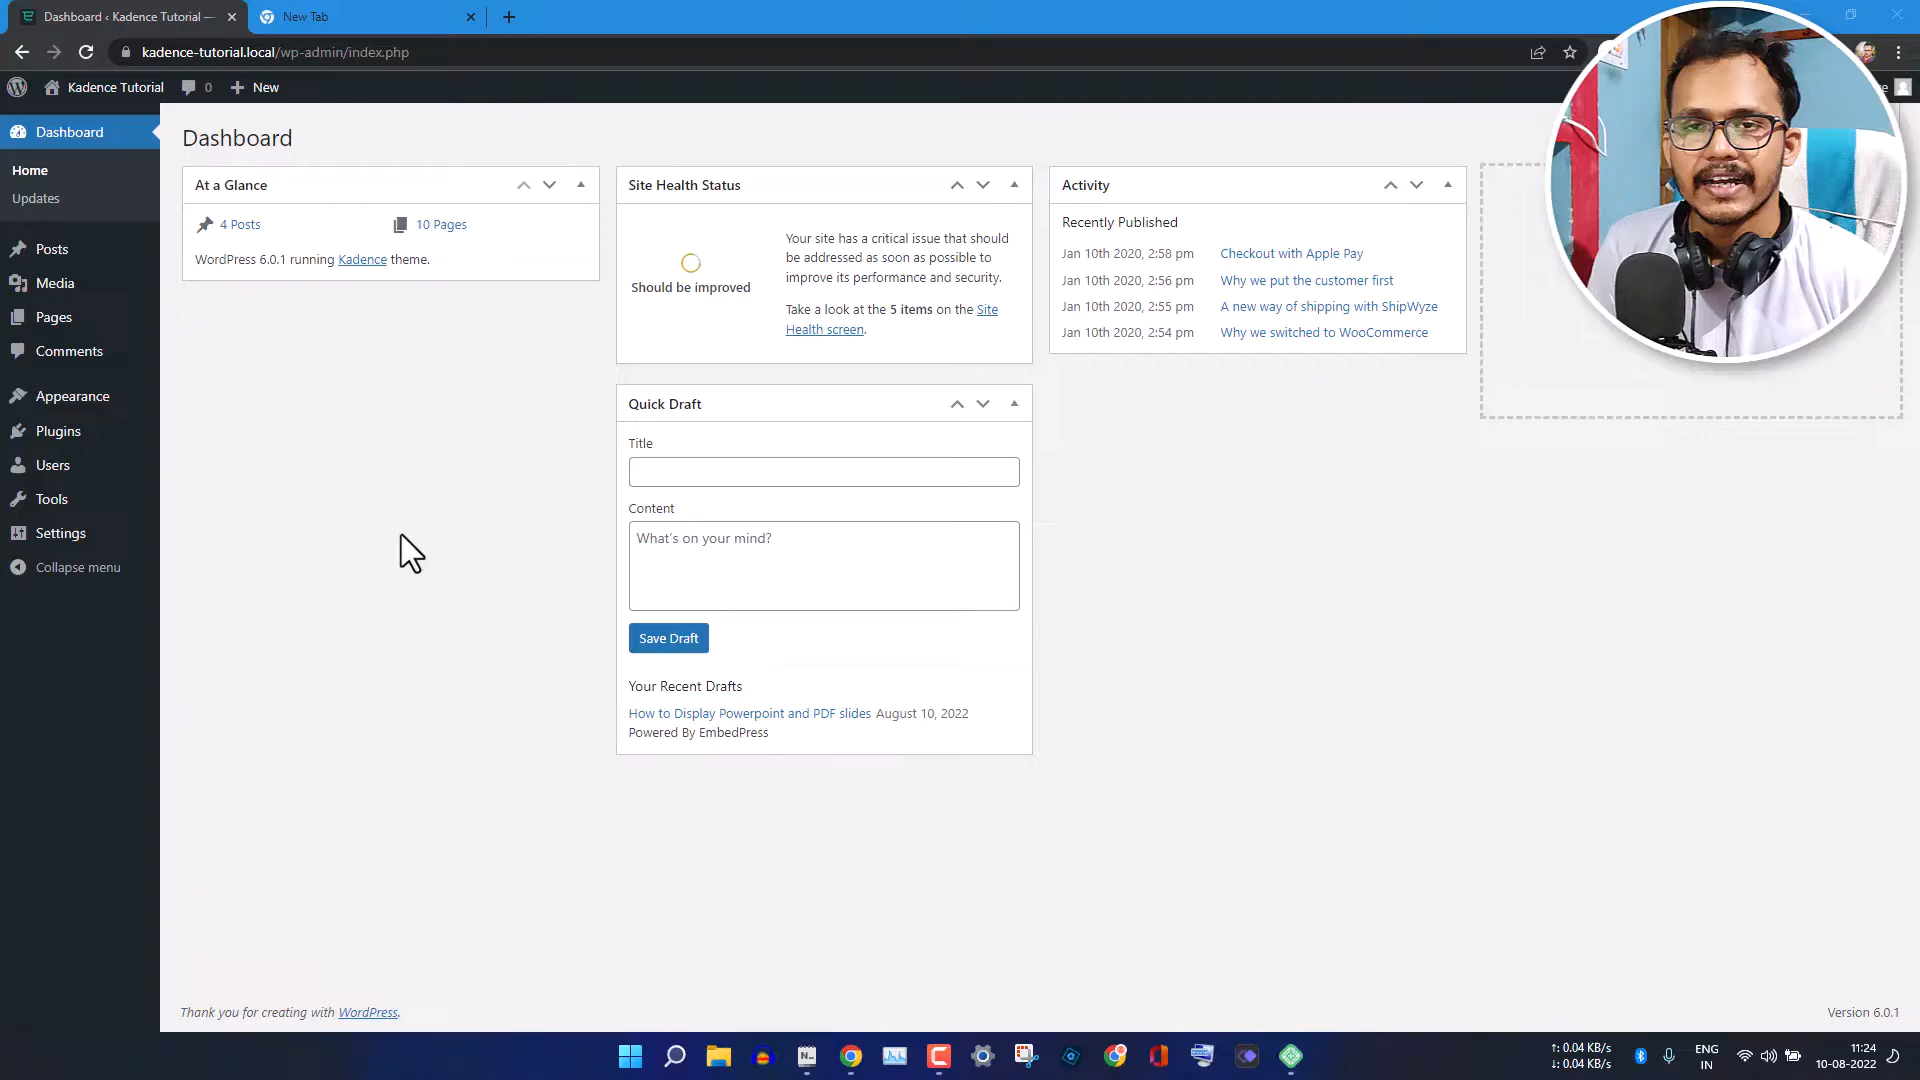 Dashboard ‹ Kadence Tutorial —
New Tab
kadence-tutorial.local/wp-admin/index.php
Kadence Tutorial
0
New
Dashboard
Home
Updates
Posts
Media
Pages
Comments
Appearance
Plugins
Users
Tools
Settings
Collapse menu
Dashboard
At a Glance
4 Posts
10 Pages
WordPress 6.0.1 running Kadence theme.
Site Health Status
Should be improved
Your site has a critical issue that should
be addressed as soon as possible to
improve its performance and security.
Take a look at the 5 items on the Site
Health screen.
Quick Draft
Title
Content
What's on your mind?
Save Draft
Your Recent Drafts
How to Display Powerpoint and PDF slides August 10, 2022
Powered By EmbedPress
Activity
Recently Published
Jan 10th 2020, 2:58 pm Checkout with Apple Pay
Jan 10th 2020, 2:56 pm Why we put the customer first
Jan 10th 2020, 2:55 pm A new way of shipping with ShipWyze
Jan 10th 2020, 2:54 pm Why we switched to WooCommerce
Thank you for creating with WordPress.
Version 6.0.1
↑: 0.04 KB/s
↓: 0.04 KB/s
ENG
IN
11:24
10-08-2022